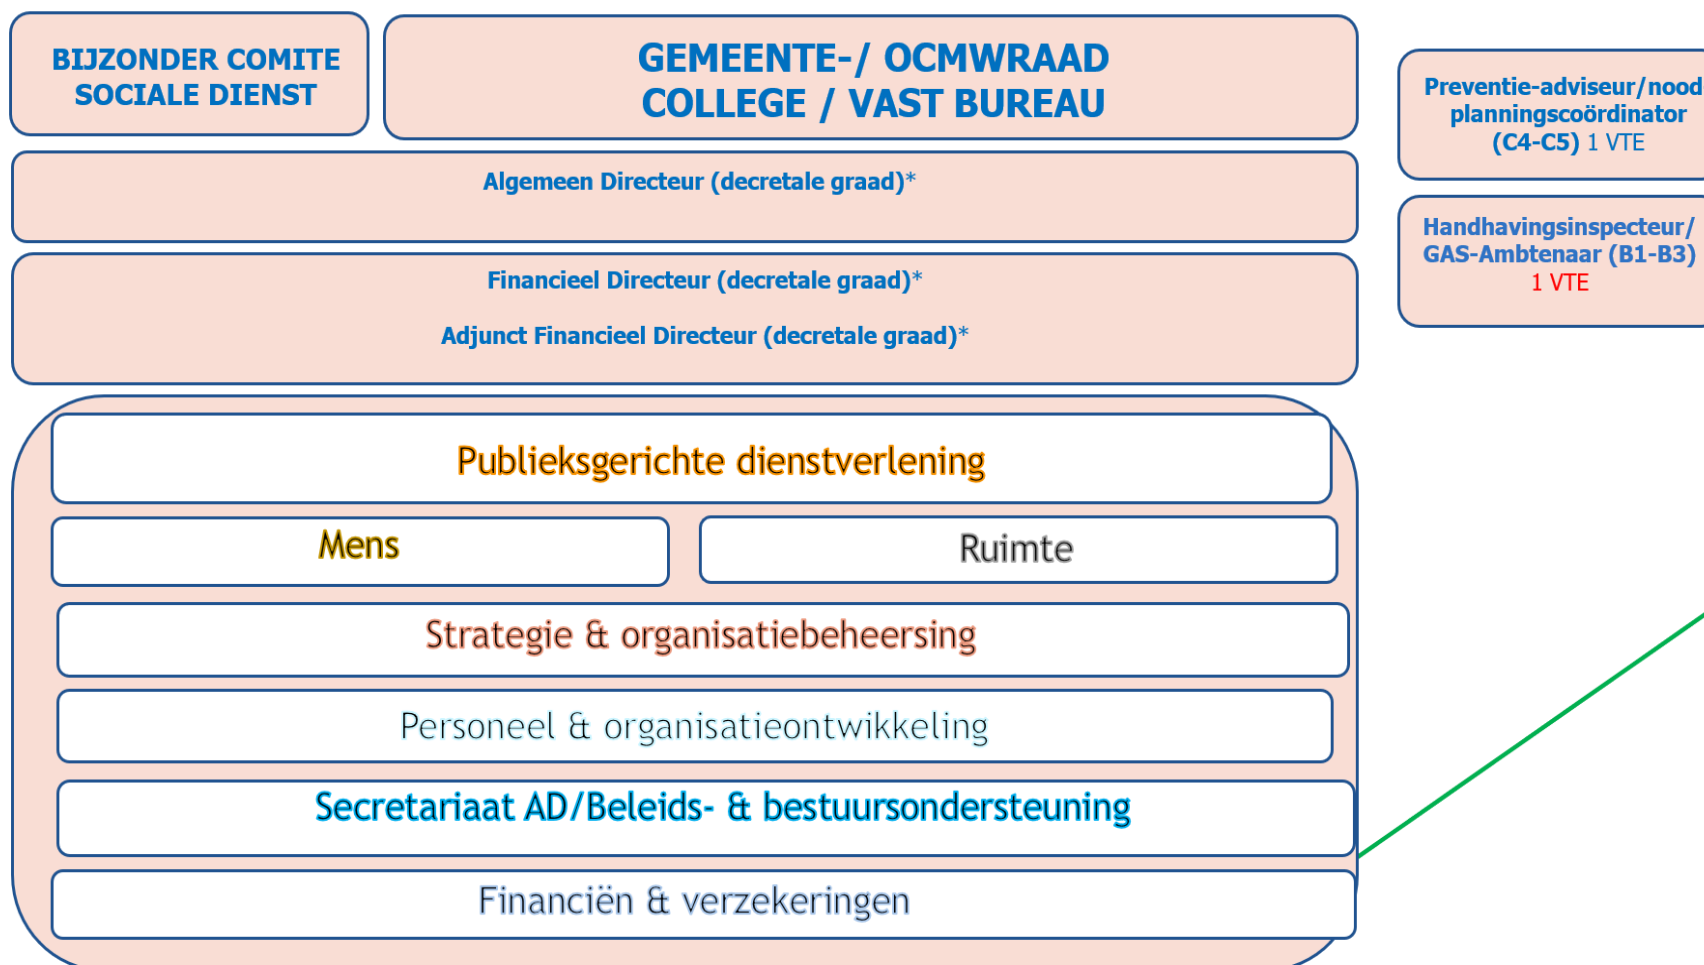 BIJZONDER COMITE
SOCIALE DIENST
GEMEENTE-/ OCMWRAAD
COLLEGE / VAST BUREAU
Preventie-adviseur/nood
planningscoördinator
(C4-C5) 1 VTE
Algemeen Directeur (decretale graad)*
Handhavingsinspecteur/
GAS-Ambtenaar (B1-B3)
1 VTE
Financieel Directeur (decretale graad)*
Adjunct Financieel Directeur (decretale graad)*
Publieksgerichte dienstverlening
Mens
Ruimte
Strategie & organisatiebeheersing
Personeel & organisatieontwikkeling
Secretariaat AD/Beleids- & bestuursondersteuning
Financiën & verzekeringen